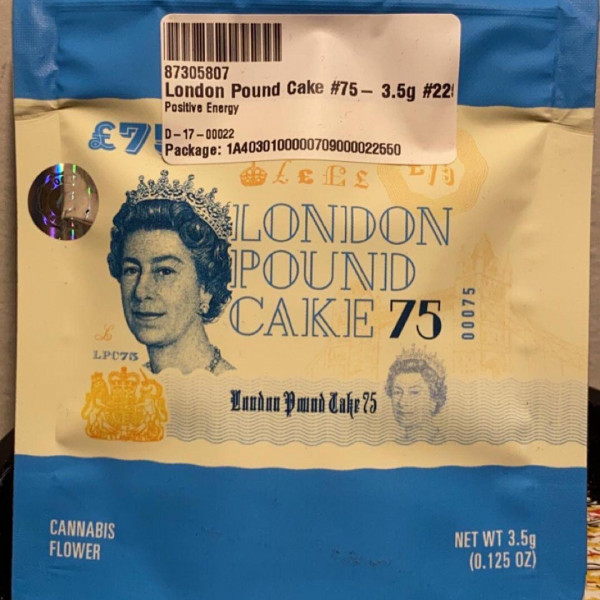 87305807
London Pound Cake #75 – 3.5g #22
Positive Energy
D-17-00022
Package: 1A4030100000709000022550
£7
£££££
LONDON
POUND
CAKE 75
00075
£
LPC75
London Pound Cake 75
CANNABIS
FLOWER
NET WT 3.5g
(0.125 OZ)